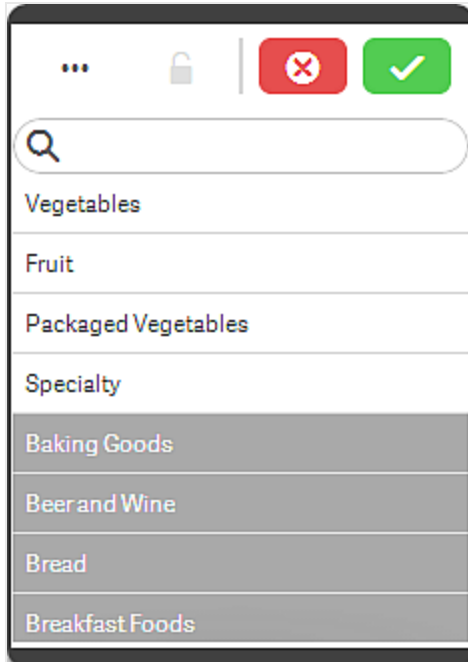 Vegetables
Fruit
Packaged Vegetables
Specialty
Baking Goods
Beer and Wine
Bread
Breakfast Foods